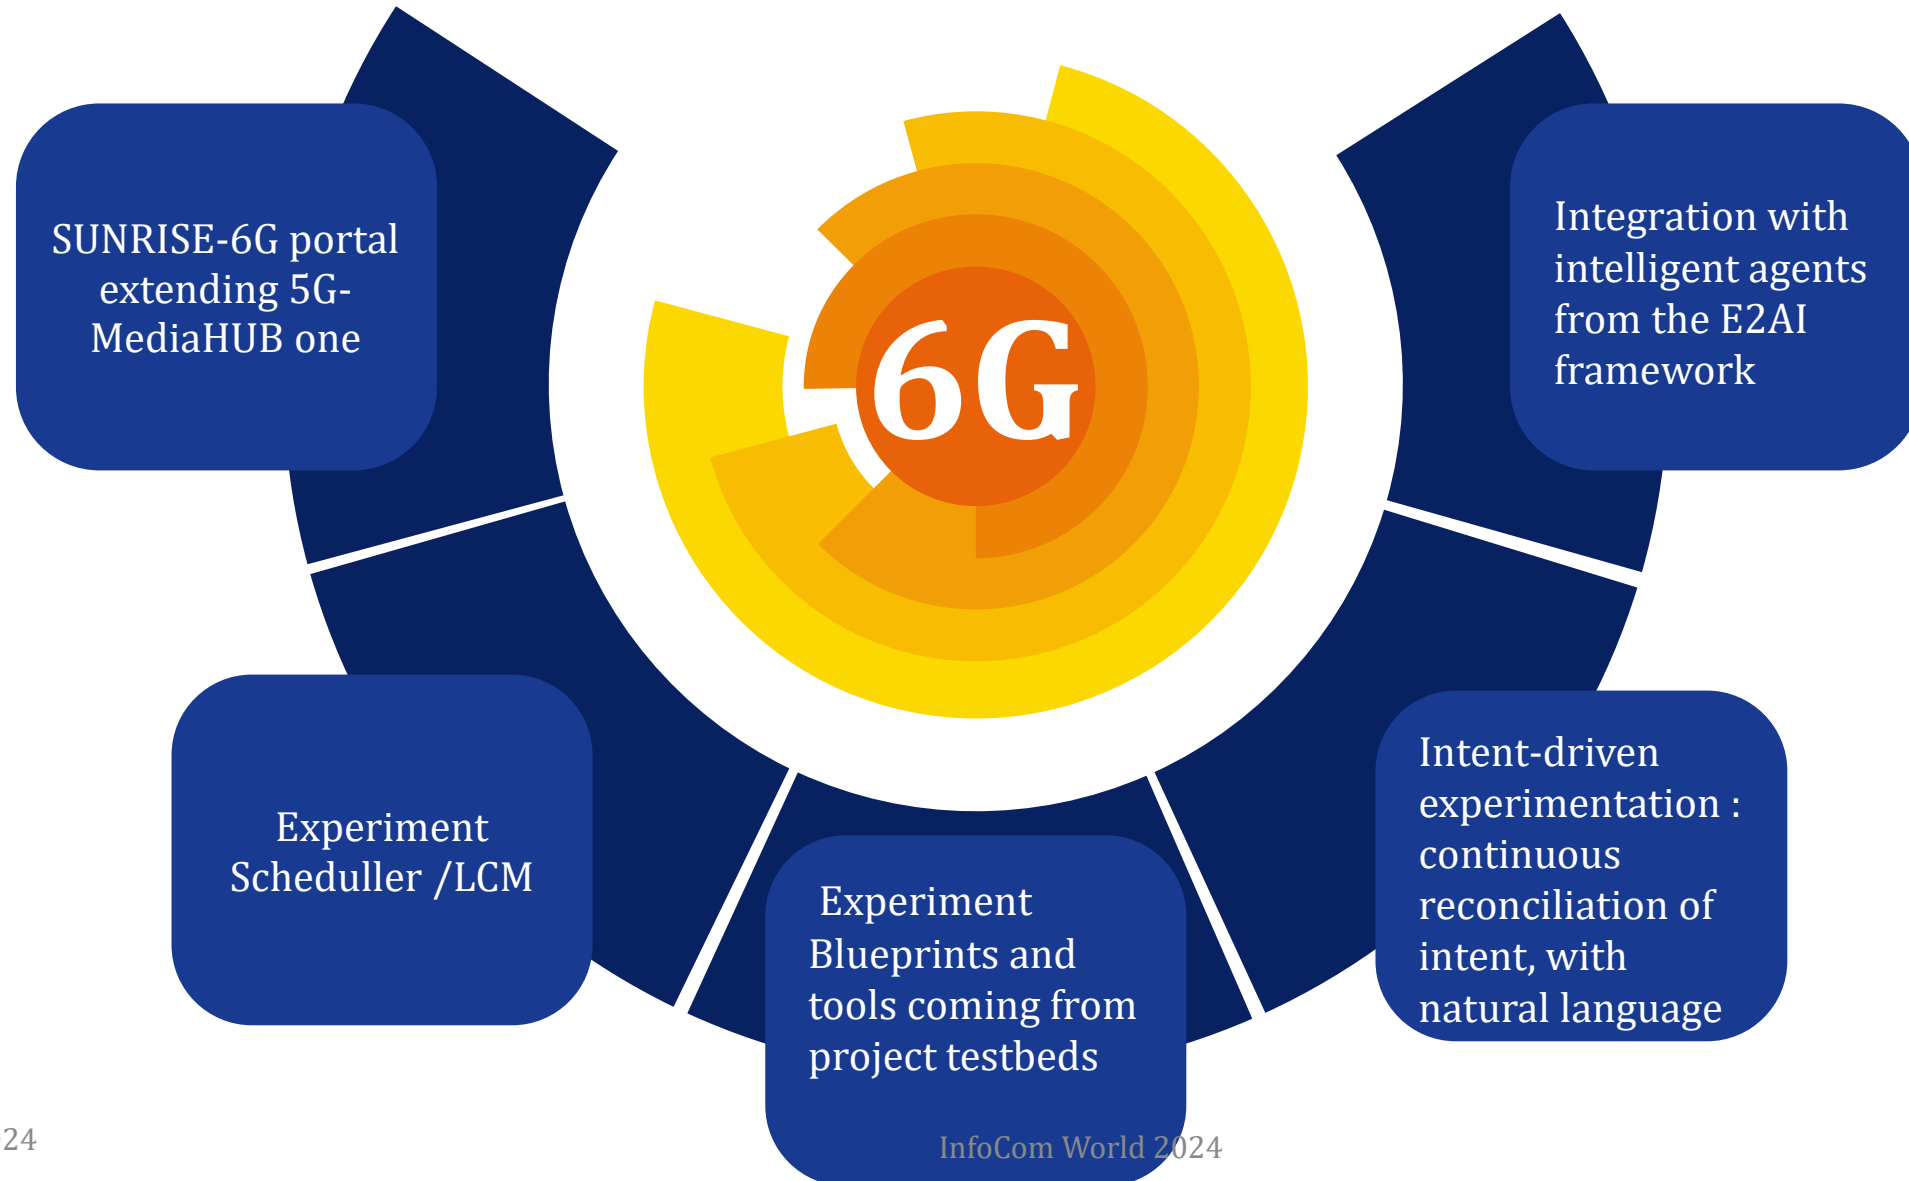 SUNRISE-6G portal
extending 5G-
MediaHUB one
6G
Integration with
intelligent agents
from the E2AI
framework
Experiment
Scheduller /LCM
Experiment
Blueprints and
tools coming from
project testbeds
Intent-driven
experimentation :
continuous
reconciliation of
intent, with
natural language
24
InfoCom World 2024